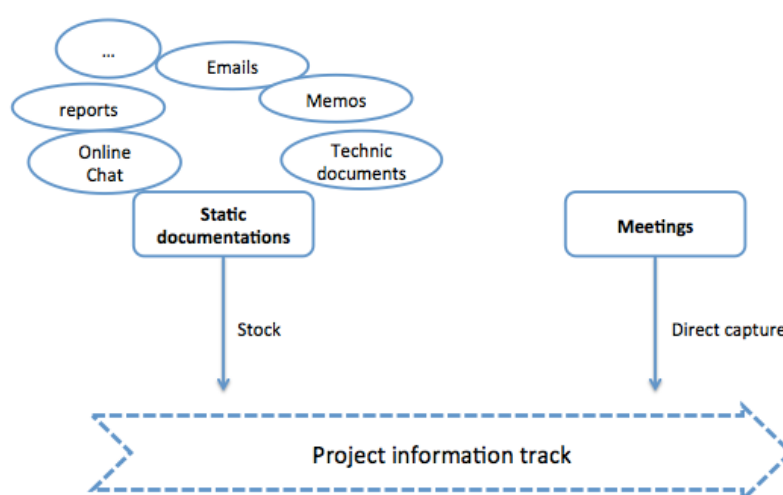 ...
Emails
Memos
reports
Online
Chat
Technic
documents
Static
documentations
Meetings
Stock
Direct capture
Project information track